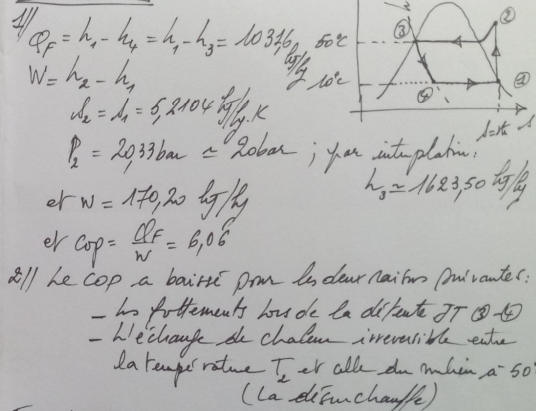 1//
Q_F = h_1 - h_4 = h_1 - h_3 = 1031,6 kJ/kg
W = h_2 - h_1
s_2 = s_1 = 5,2104 kJ/kg.K
P_2 = 20,33 bar ≃ 20 bar ; par interpolation:
h_3 ≃ 1623,50 kJ/kg
et W = 170,20 kJ/kg
et COP = Q_F/W = 6,06
2// Le COP a baissé pour les deux raisons suivantes:
- Les frottements lors de la détente JT ③-④
- L'échange de chaleur irréversible entre
la température T_2 et celle du milieu à 50°
(La désurchauffe)
h
③
②
50°C
10°C
④
①
s = cste
s